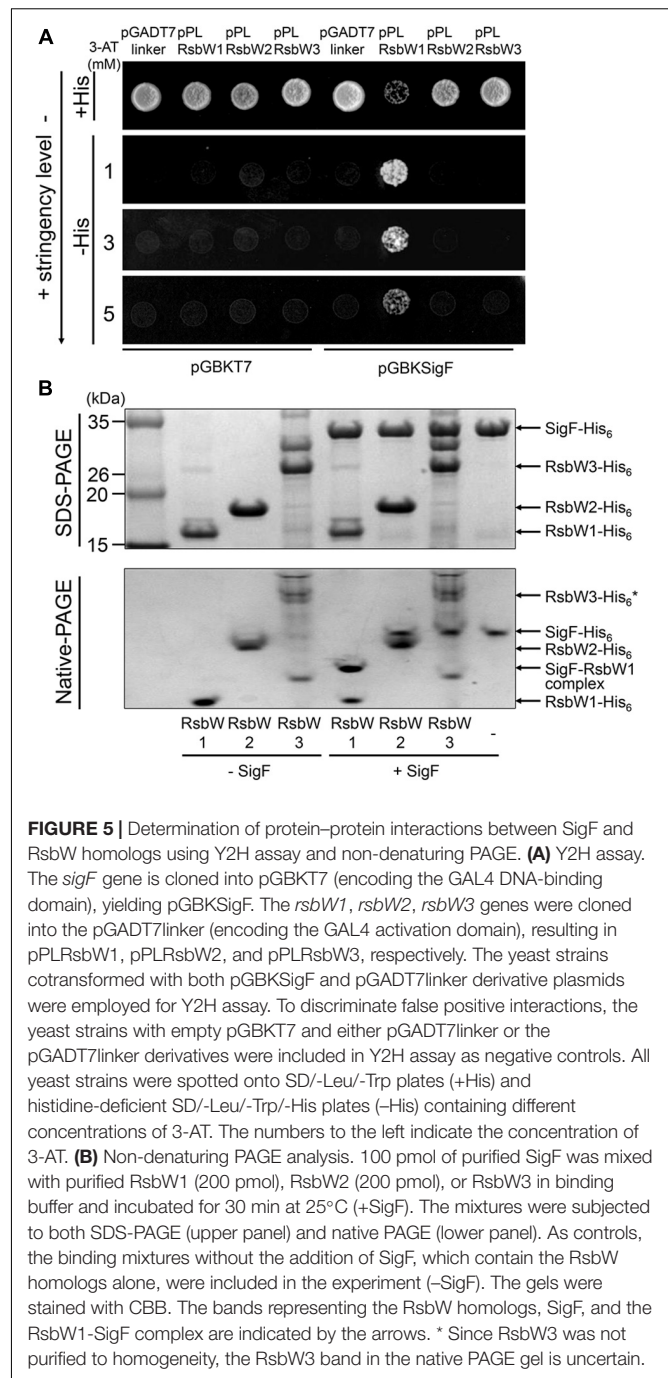 A
3-AT
(mM)
pGADT7 linker
pPL RsbW1
pPL RsbW2
pPL RsbW3
pGADT7 linker
pPL RsbW1
pPL RsbW2
pPL RsbW3
+ stringency level -
+His
-His
1
3
5
pGBKT7
pGBKSigF
B
(kDa)
35
26
20
15
SDS-PAGE
SigF-His6
RsbW3-His6
RsbW2-His6
RsbW1-His6
Native-PAGE
RsbW3-His6*
SigF-His6
RsbW2-His6
SigF-RsbW1
complex
RsbW1-His6
RsbW RsbW RsbW RsbW RsbW RsbW
1 2 3 1 2 3 -
- SigF
+ SigF
FIGURE 5 | Determination of protein–protein interactions between SigF and
RsbW homologs using Y2H assay and non-denaturing PAGE. (A) Y2H assay.
The sigF gene is cloned into pGBKT7 (encoding the GAL4 DNA-binding
domain), yielding pGBKSigF. The rsbW1, rsbW2, rsbW3 genes were cloned
into the pGADT7linker (encoding the GAL4 activation domain), resulting in
pPLRsbW1, pPLRsbW2, and pPLRsbW3, respectively. The yeast strains
cotransformed with both pGBKSigF and pGADT7linker derivative plasmids
were employed for Y2H assay. To discriminate false positive interactions, the
yeast strains with empty pGBKT7 and either pGADT7linker or the
pGADT7linker derivatives were included in Y2H assay as negative controls. All
yeast strains were spotted onto SD/-Leu/-Trp plates (+His) and
histidine-deficient SD/-Leu/-Trp/-His plates (–His) containing different
concentrations of 3-AT. The numbers to the left indicate the concentration of
3-AT. (B) Non-denaturing PAGE analysis. 100 pmol of purified SigF was mixed
with purified RsbW1 (200 pmol), RsbW2 (200 pmol), or RsbW3 in binding
buffer and incubated for 30 min at 25°C (+SigF). The mixtures were subjected
to both SDS-PAGE (upper panel) and native PAGE (lower panel). As controls,
the binding mixtures without the addition of SigF, which contain the RsbW
homologs alone, were included in the experiment (–SigF). The gels were
stained with CBB. The bands representing the RsbW homologs, SigF, and the
RsbW1-SigF complex are indicated by the arrows. * Since RsbW3 was not
purified to homogeneity, the RsbW3 band in the native PAGE gel is uncertain.